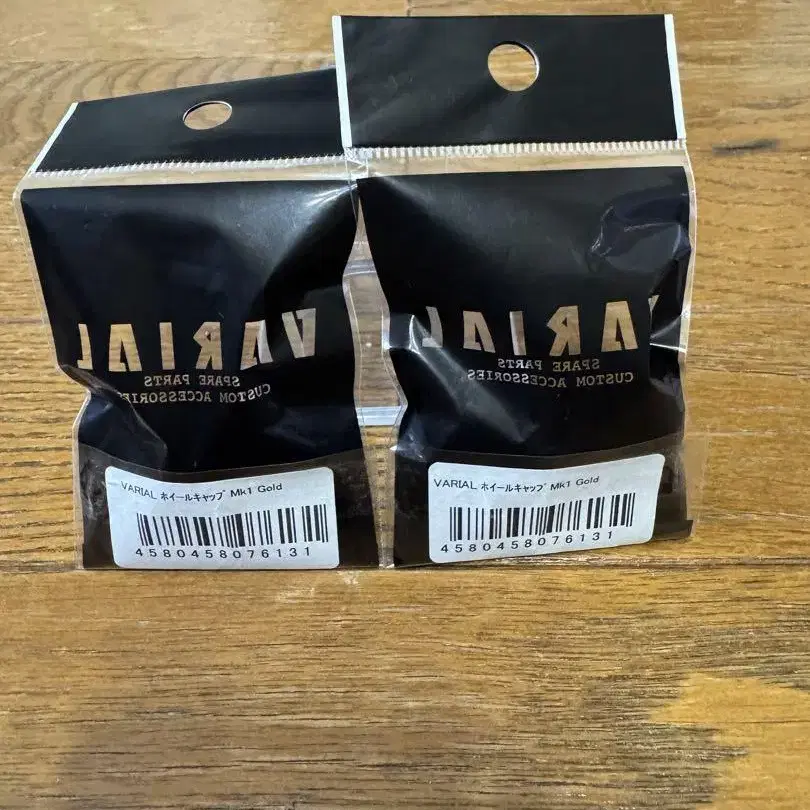 VARIAL
SPARE PARTS
CUSTOM ACCESSORIES
VARIAL ホイールキャップ Mk1 Gold
4580458076131
VARIAL
SPARE PARTS
CUSTOM ACCESSORIES
VARIAL ホイールキャップ Mk1 Gold
4580458076131